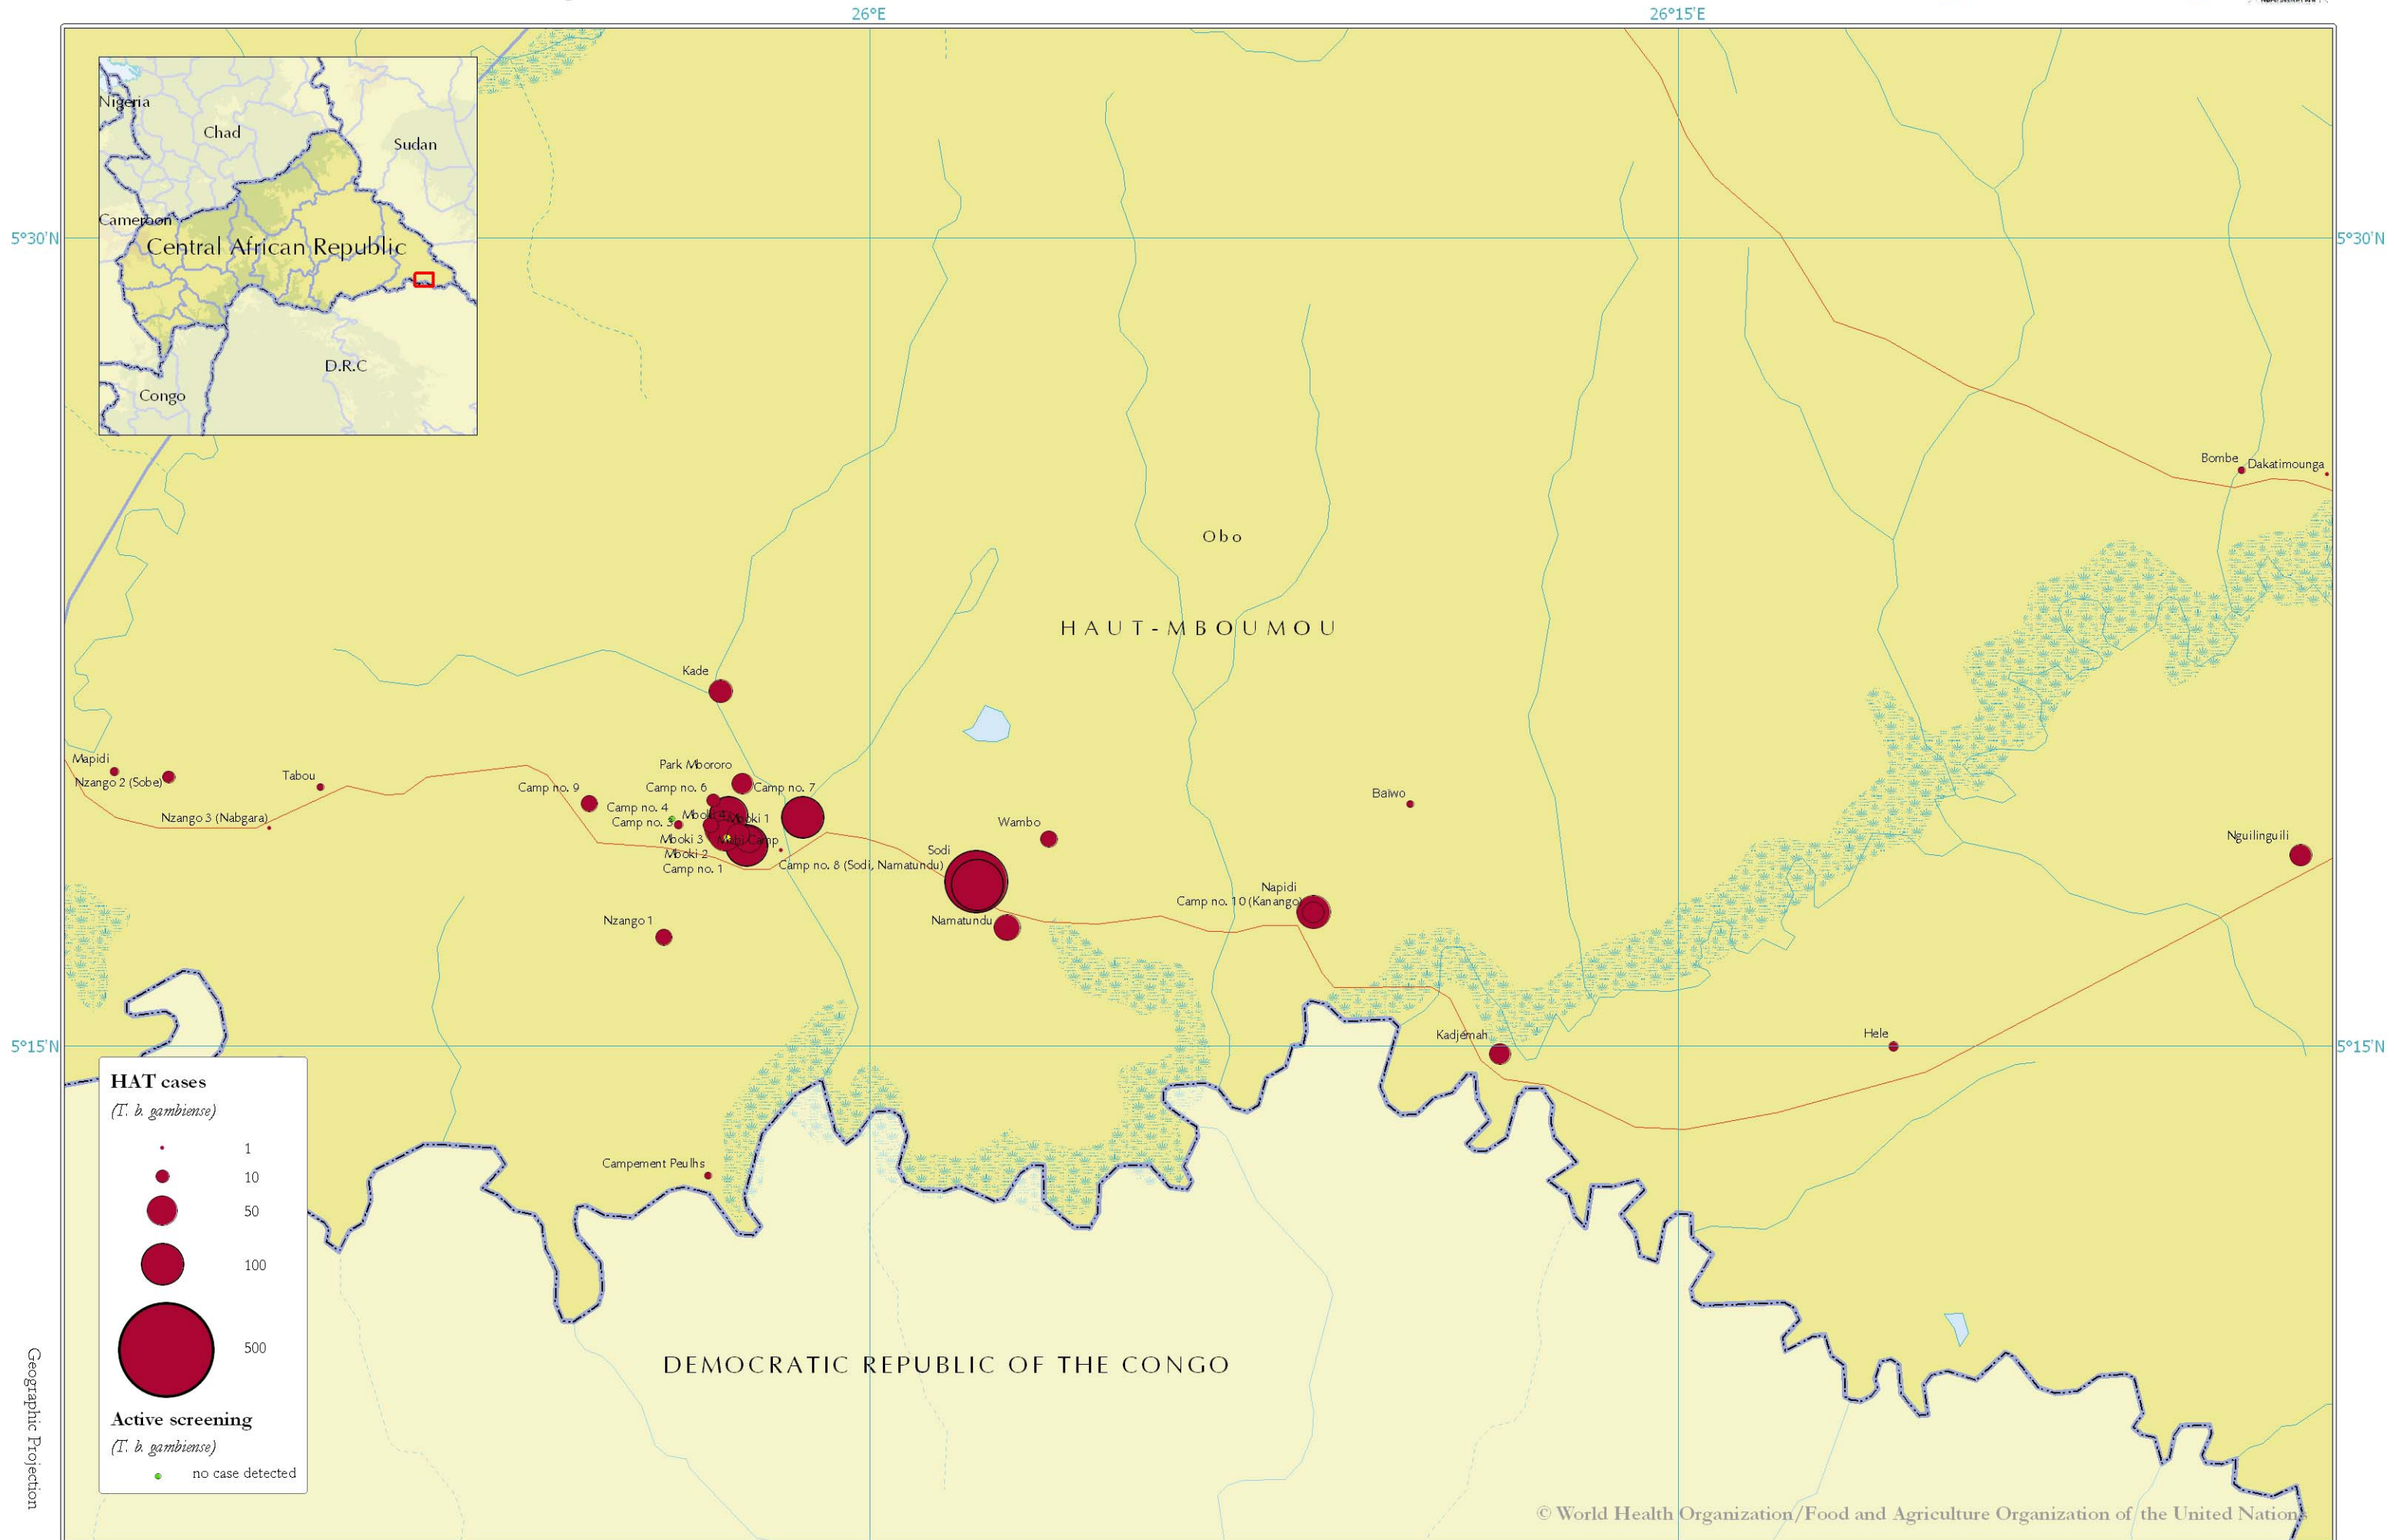 26°E
26°15'E
Nigeria
Chad
Sudan
Cameroon
Central African Republic
D.R.C
Congo
5°30'N
5°30'N
Bombe
Dakatimounga
Obo
HAUT-MBOUMOU
Kade
Mapidi
Nzango 2 (Sobe)
Tabou
Nzango 3 (Nabgara)
Park Mbororo
Camp no. 9
Camp no. 6
Camp no. 7
Camp no. 4
Mboki 4
Mboki 1
Camp no. 3
Mboki 3
Camp
Mboki 2
Camp no. 1
Camp no. 8 (Sodi, Namatundu)
Baiwo
Wambo
Sodi
Nguilinguili
Napidi
Camp no. 10 (Kanango)
Namatundu
Nzango 1
Kadjemah
Hele
5°15'N
5°15'N
Campement Peulhs
HAT cases
(T. b. gambiense)
1
10
50
100
500
Active screening
(T. b. gambiense)
no case detected
DEMOCRATIC REPUBLIC OF THE CONGO
Geographic Projection
© World Health Organization/Food and Agriculture Organization of the United Nations